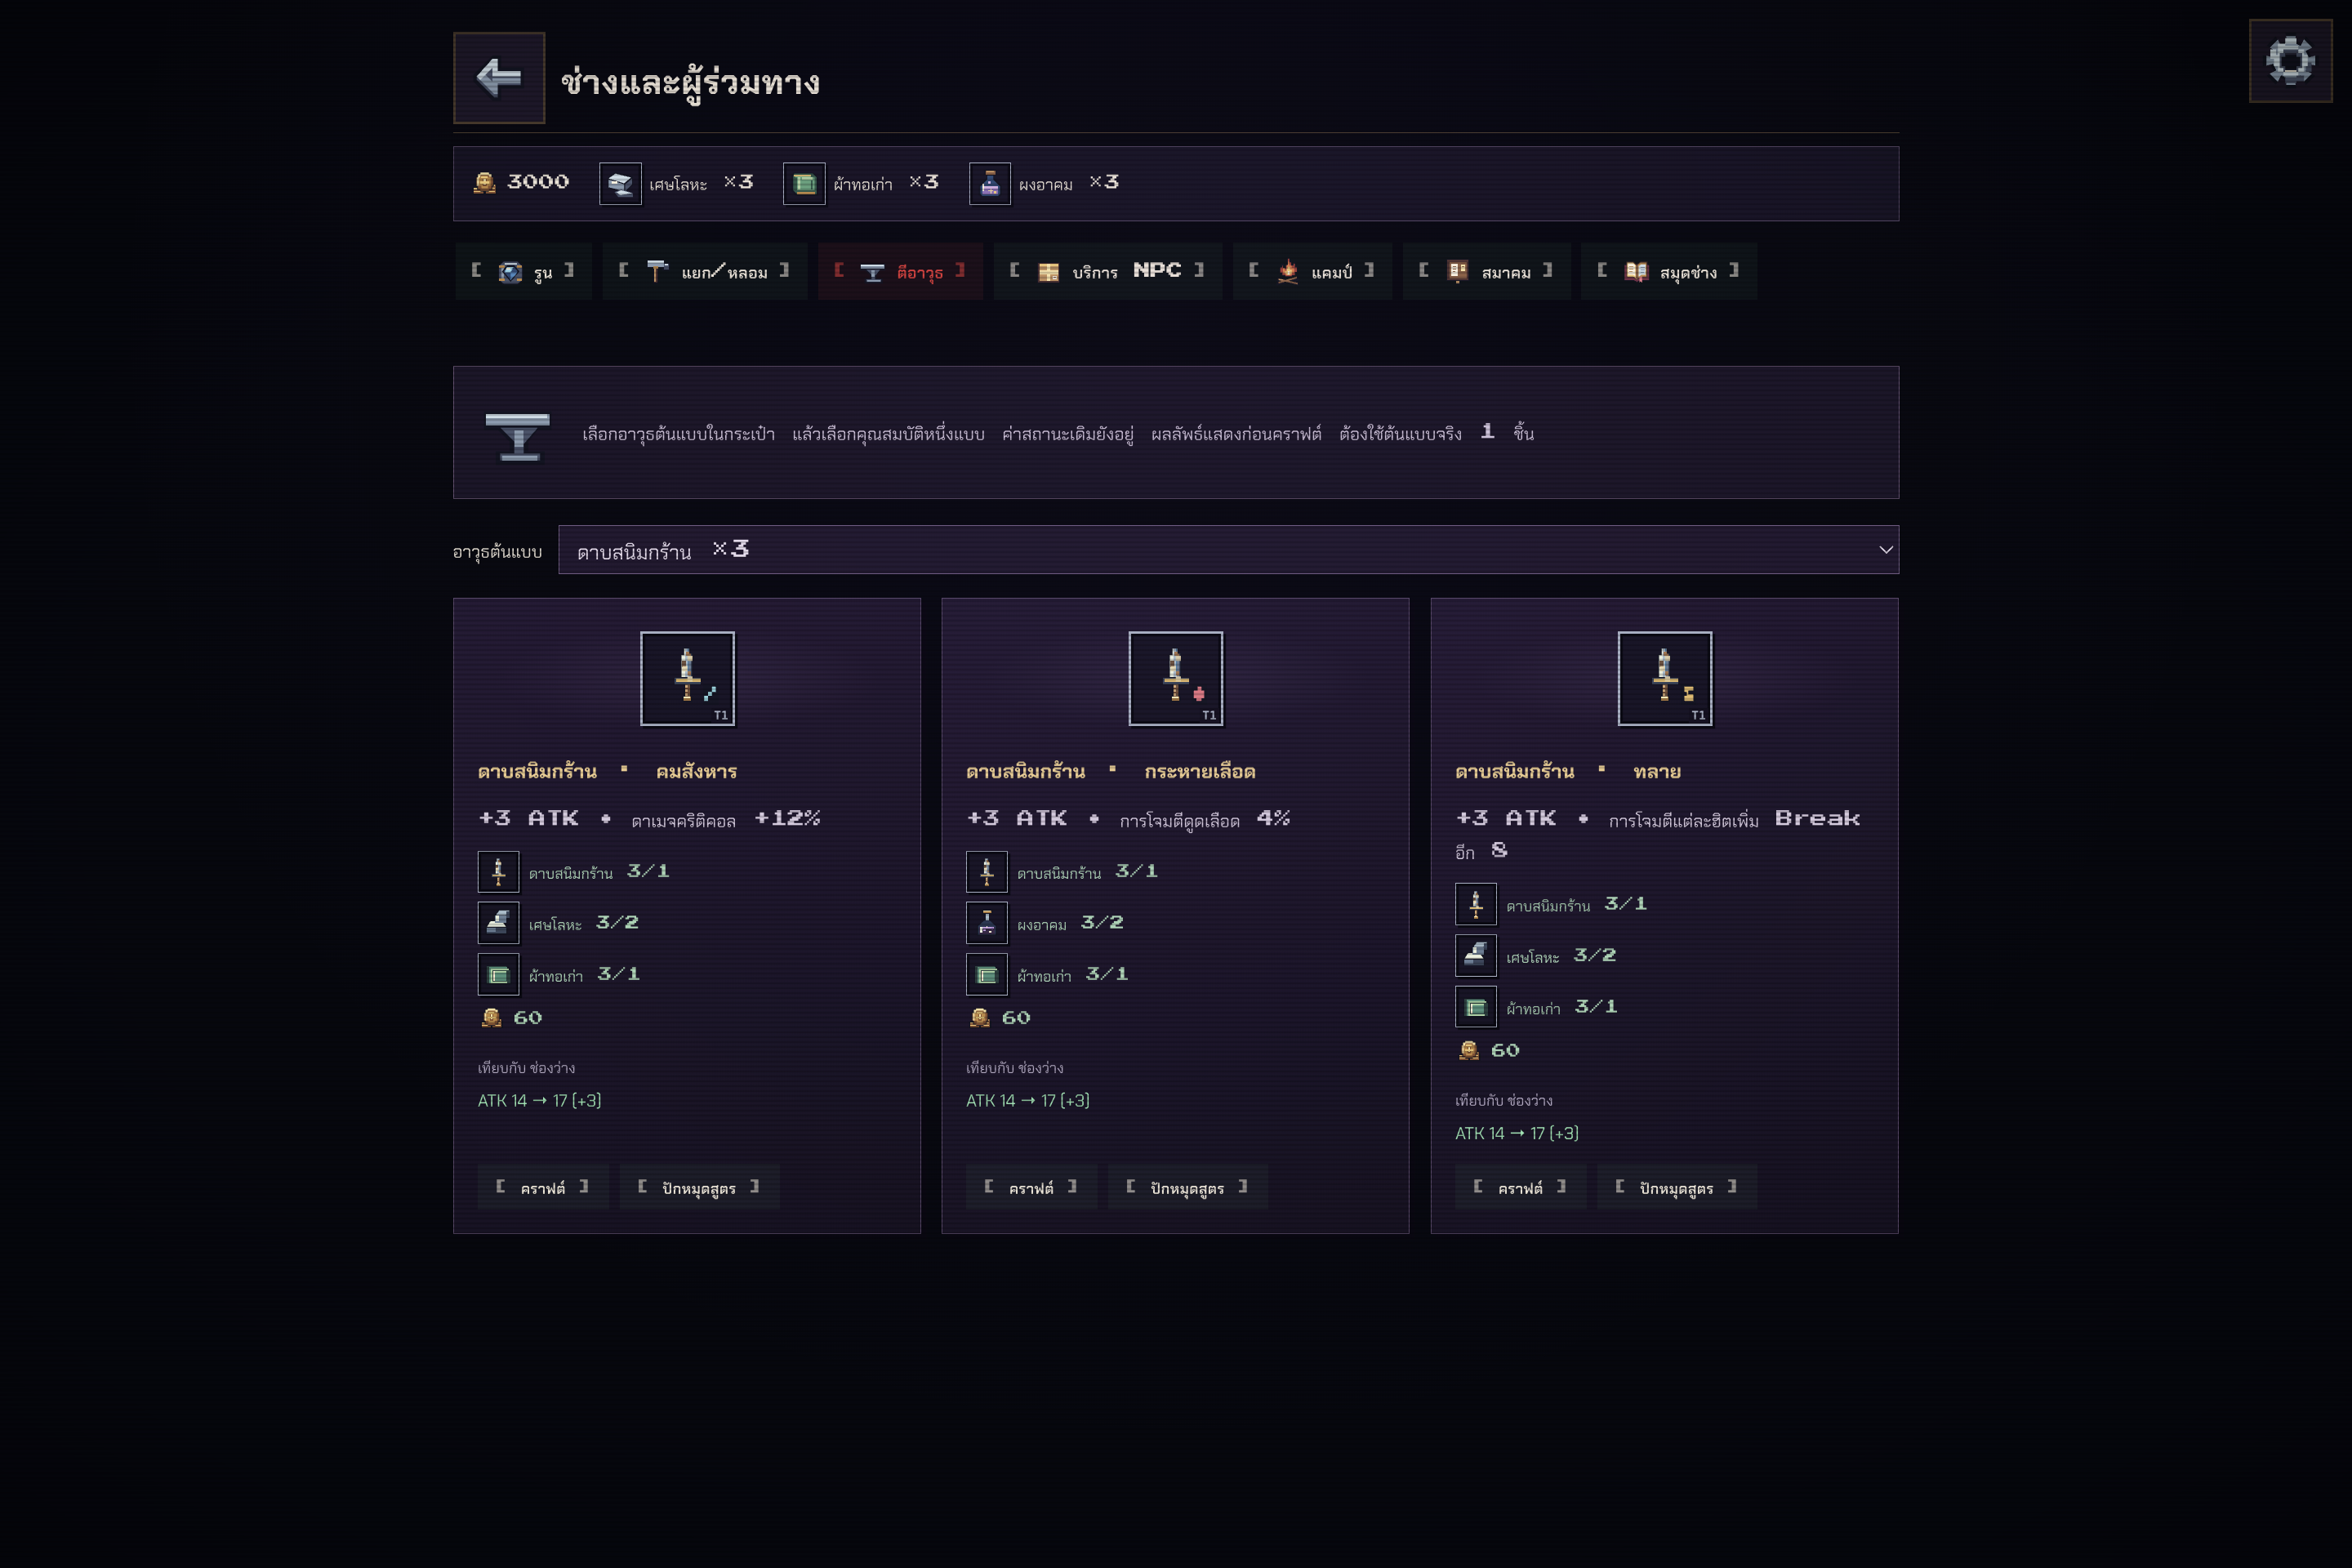 ช่างและผู้ร่วมทาง
3000 เศษโลหะ ×3 ผ้าทอเก่า ×3 ผงอาคม ×3
[ รูน ] [ แยก/หลอม ] [ ตีอาวุธ ] [ บริการ NPC ] [ แคมป์ ] [ สมาคม ] [ สมุดช่าง ]
เลือกอาวุธต้นแบบในกระเป๋า แล้วเลือกคุณสมบัติหนึ่งแบบ ค่าสถานะเดิมยังอยู่ ผลลัพธ์แสดงก่อนคราฟต์ ต้องใช้ต้นแบบจริง 1 ชิ้น
อาวุธต้นแบบ ดาบสนิมกร้าน ×3
T1
ดาบสนิมกร้าน · คมสังหาร
+3 ATK • ดาเมจคริติคอล +12%
ดาบสนิมกร้าน 3/1
เศษโลหะ 3/2
ผ้าทอเก่า 3/1
60
เทียบกับ ช่องว่าง
ATK 14 → 17 (+3)
[ คราฟต์ ] [ ปักหมุดสูตร ]
T1
ดาบสนิมกร้าน · กระหายเลือด
+3 ATK • การโจมตีดูดเลือด 4%
ดาบสนิมกร้าน 3/1
ผงอาคม 3/2
ผ้าทอเก่า 3/1
60
เทียบกับ ช่องว่าง
ATK 14 → 17 (+3)
[ คราฟต์ ] [ ปักหมุดสูตร ]
T1
ดาบสนิมกร้าน · ทลาย
+3 ATK • การโจมตีแต่ละฮิตเพิ่ม Break
อีก 8
ดาบสนิมกร้าน 3/1
เศษโลหะ 3/2
ผ้าทอเก่า 3/1
60
เทียบกับ ช่องว่าง
ATK 14 → 17 (+3)
[ คราฟต์ ] [ ปักหมุดสูตร ]